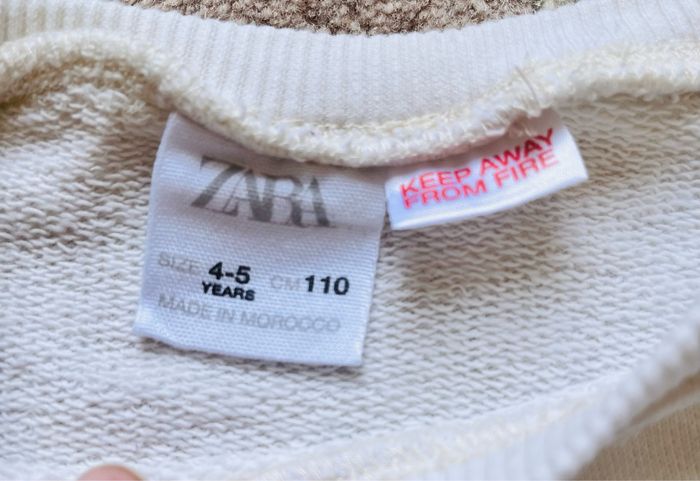 ZARA
SIZE 4-5 CM 110
YEARS
MADE IN MOROCCO
KEEP AWAY
FROM FIRE